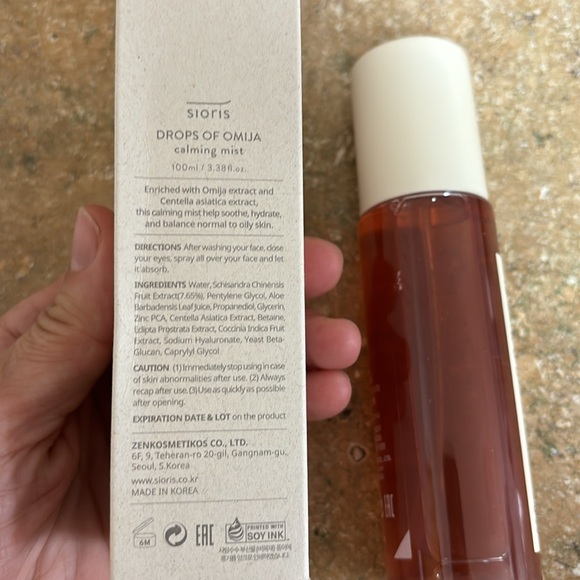 sioris
DROPS OF OMIJA
calming mist
100ml / 3.38fl.oz.
Enriched with Omija extract and
Centella asiatica extract,
this calming mist help soothe, hydrate,
and balance normal to oily skin.
DIRECTIONS After washing your face, close
your eyes, spray all over your face and let
it absorb.
INGREDIENTS Water, Schisandra Chinensis
Fruit Extract(7.65%), Pentylene Glycol, Aloe
Barbadensis Leaf Juice, Propanediol, Glycerin,
Zinc PCA, Centella Asiatica Extract, Betaine,
Eclipta Prostrata Extract, Coccinia Indica Fruit
Extract, Sodium Hyaluronate, Yeast Beta-
Glucan, Caprylyl Glycol
CAUTION (1) Immediately stop using in case
of skin abnormalities after use. (2) Always
recap after use. (3) Use as quickly as possible
after opening.
EXPIRATION DATE & LOT on the product
ZENKOSMETIKOS CO., LTD.
6F, 9, Teheran-ro 20-gil, Gangnam-gu,
Seoul, S.Korea
www.sioris.co.kr
MADE IN KOREA
6M
EAC
PRINTED WITH
SOY INK